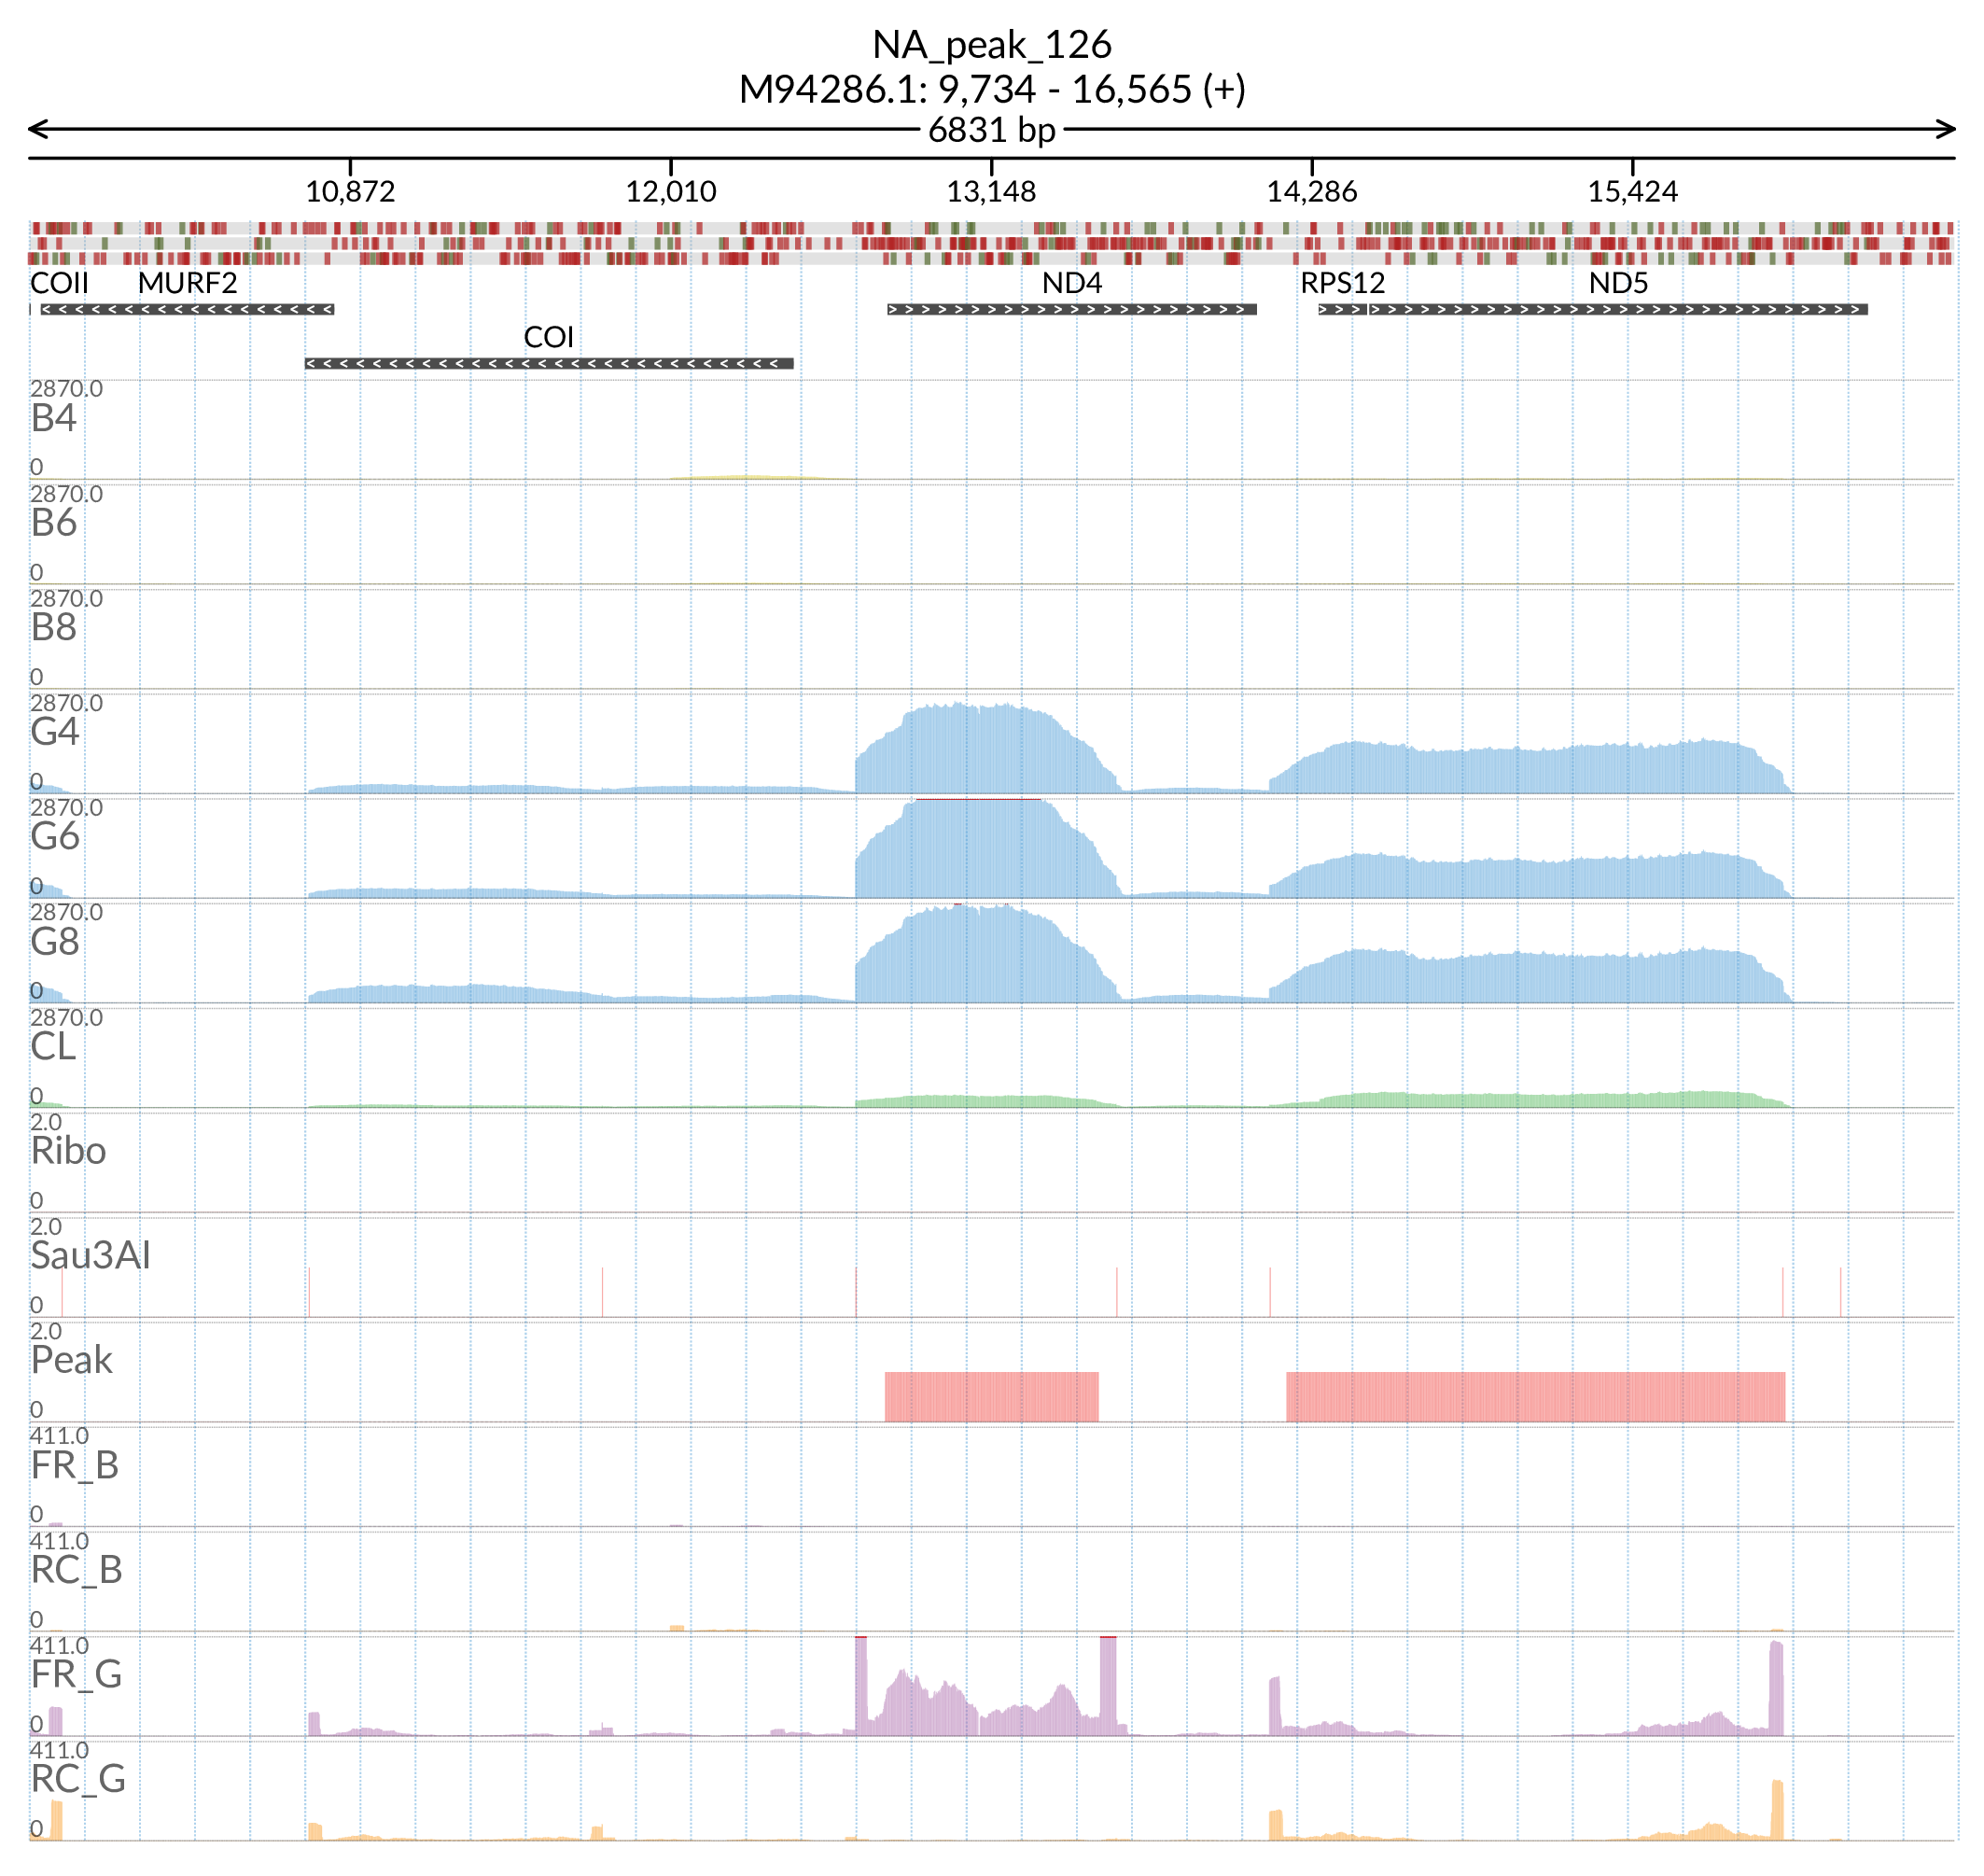 NA_peak_126
M94286.1: 9,734 - 16,565 (+)
6831 bp
10,872 12,010 13,148 14,286 15,424
COII MURF2 ND4 RPS12 ND5
COI
2870.0
B4
0
2870.0
B6
0
2870.0
B8
0
2870.0
G4
0
2870.0
G6
0
2870.0
G8
0
2870.0
CL
0
2.0
Ribo
0
2.0
Sau3AI
0
2.0
Peak
0
411.0
FR_B
0
411.0
RC_B
0
411.0
FR_G
0
411.0
RC_G
0